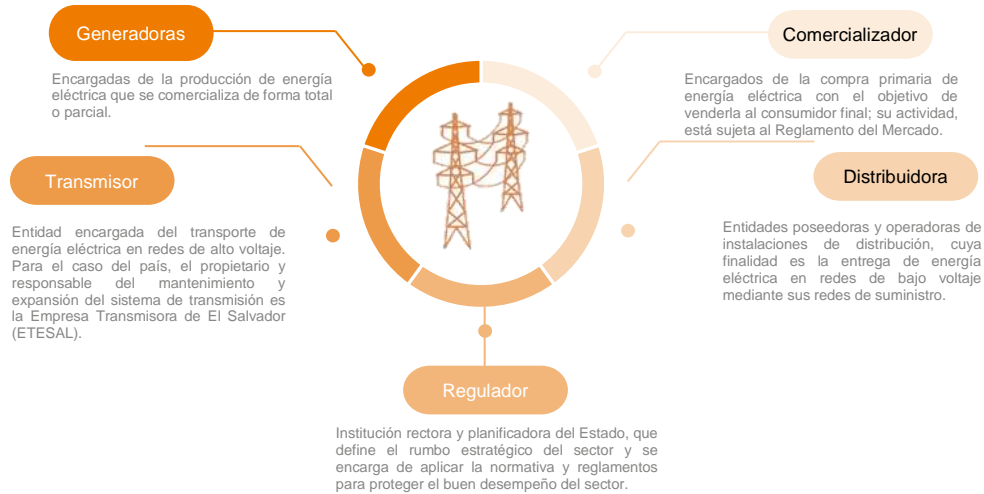 Generadoras
Encargadas de la producción de energía
eléctrica que se comercializa de forma total
o parcial.
Transmisor
Entidad encargada del transporte de
energía eléctrica en redes de alto voltaje.
Para el caso del país, el propietario y
responsable del mantenimiento y
expansión del sistema de transmisión es
la Empresa Transmisora de El Salvador
(ETESAL).
Comercializador
Encargados de la compra primaria de
energía eléctrica con el objetivo de
venderla al consumidor final; su actividad,
está sujeta al Reglamento del Mercado.
Distribuidora
Entidades poseedoras y operadoras de
instalaciones de distribución, cuya
finalidad es la entrega de energía
eléctrica en redes de bajo voltaje
mediante sus redes de suministro.
Regulador
Institución rectora y planificadora del Estado, que
define el rumbo estratégico del sector y se
encarga de aplicar la normativa y reglamentos
para proteger el buen desempeño del sector.